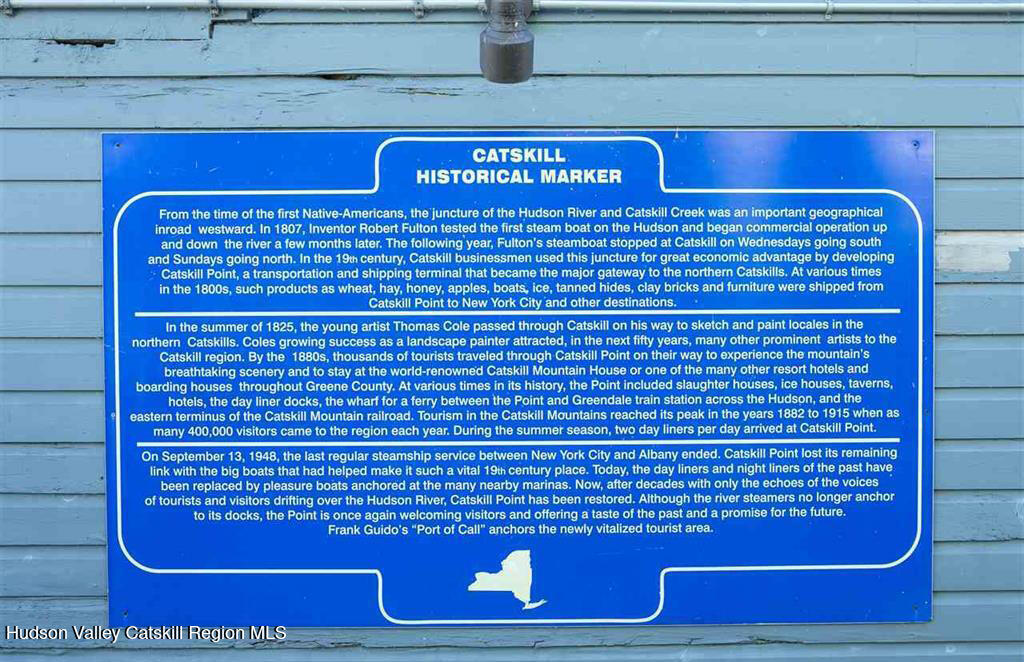 CATSKILL
HISTORICAL MARKER
From the time of the first Native-Americans, the juncture of the Hudson River and Catskill Creek was an important geographical
inroad westward. In 1807, Inventor Robert Fulton tested the first steam boat on the Hudson and began commercial operation up
and down the river a few months later. The following year, Fulton's steamboat stopped at Catskill on Wednesdays going south
and Sundays going north. In the 19th century, Catskill businessmen used this juncture for great economic advantage by developing
Catskill Point, a transportation and shipping terminal that became the major gateway to the northern Catskills. At various times
in the 1800s, such products as wheat, hay, honey, apples, boats, ice, tanned hides, clay bricks and furniture were shipped from
Catskill Point to New York City and other destinations.
In the summer of 1825, the young artist Thomas Cole passed through Catskill on his way to sketch and paint locales in the
northern Catskills. Coles growing success as a landscape painter attracted, in the next fifty years, many other prominent artists to the
Catskill region. By the 1880s, thousands of tourists traveled through Catskill Point on their way to experience the mountain's
breathtaking scenery and to stay at the world-renowned Catskill Mountain House or one of the many other resort hotels and
boarding houses throughout Greene County. At various times in its history, the Point included slaughter houses, ice houses, taverns,
hotels, the day liner docks, the wharf for a ferry between the Point and Greendale train station across the Hudson, and the
eastern terminus of the Catskill Mountain railroad. Tourism in the Catskill Mountains reached its peak in the years 1882 to 1915 when as
many 400,000 visitors came to the region each year. During the summer season, two day liners per day arrived at Catskill Point.
On September 13, 1948, the last regular steamship service between New York City and Albany ended. Catskill Point lost its remaining
link with the big boats that had helped make it such a vital 19th century place. Today, the day liners and night liners of the past have
been replaced by pleasure boats anchored at the many nearby marinas. Now, after decades with only the echoes of the voices
of tourists and visitors drifting over the Hudson River, Catskill Point has been restored. Although the river steamers no longer anchor
to its docks, the Point is once again welcoming visitors and offering a taste of the past and a promise for the future.
Frank Guido's "Port of Call" anchors the newly vitalized tourist area.
Hudson Valley Catskill Region MLS